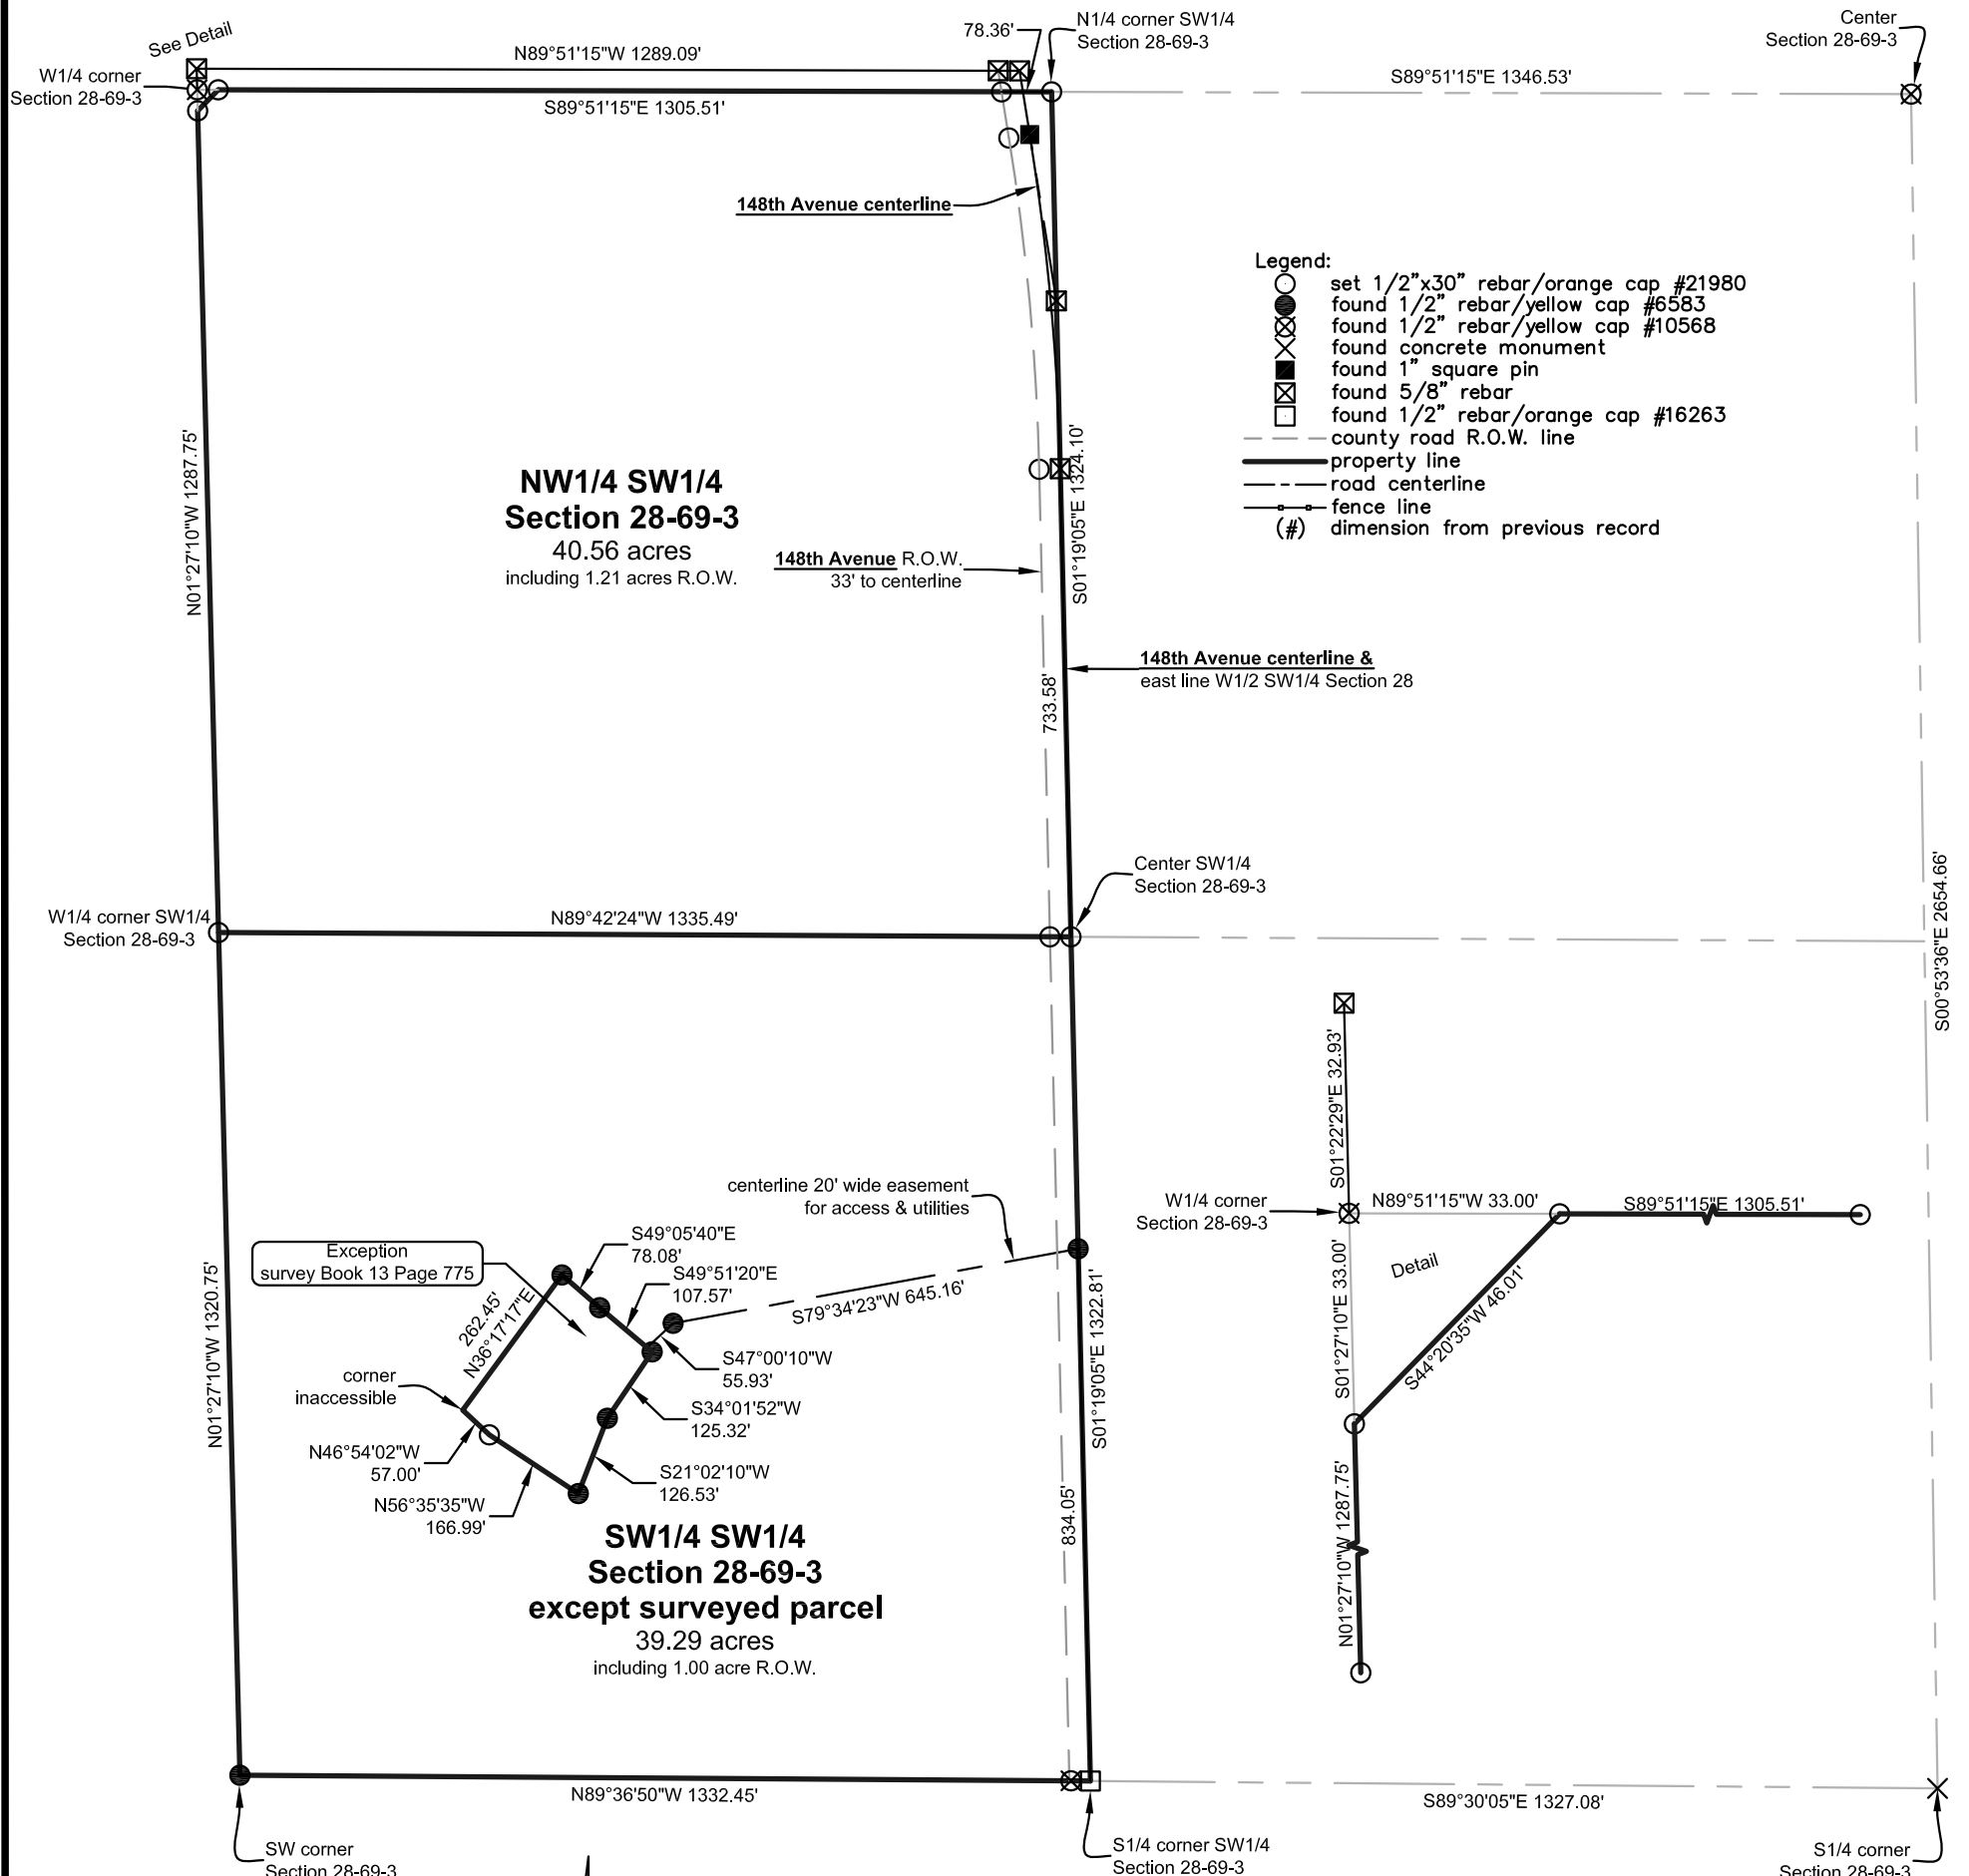 See Detail
W1/4 corner
Section 28-69-3
N89°51'15"W 1289.09'
78.36'
N1/4 corner SW1/4
Section 28-69-3
Center
Section 28-69-3
S89°51'15"E 1346.53'
S89°51'15"E 1305.51'
148th Avenue centerline
Legend:
set 1/2"x30" rebar/orange cap #21980
found 1/2" rebar/yellow cap #6583
found 1/2" rebar/yellow cap #10568
found concrete monument
found 1" square pin
found 5/8" rebar
found 1/2" rebar/orange cap #16263
county road R.O.W. line
property line
road centerline
fence line
(#) dimension from previous record
N01°27'10"W 1287.75'
NW1/4 SW1/4
Section 28-69-3
40.56 acres
including 1.21 acres R.O.W.
S01°19'05"E 1324.10'
148th Avenue R.O.W.
33' to centerline
148th Avenue centerline &
east line W1/2 SW1/4 Section 28
733.58'
Center SW1/4
Section 28-69-3
W1/4 corner SW1/4
Section 28-69-3
N89°42'24"W 1335.49'
S00°53'36"E 2654.66'
S01°22'29"E 32.93'
W1/4 corner
Section 28-69-3
N89°51'15"W 33.00'
S89°51'15"E 1305.51'
Detail
S01°27'10"E 33.00'
S44°20'35"W 46.01'
N01°27'10"W 1287.75'
centerline 20' wide easement
for access & utilities
Exception
survey Book 13 Page 775
S49°05'40"E
78.08'
S49°51'20"E
107.57'
S79°34'23"W 645.16'
262.45'
N36°17'17"E
S47°00'10"W
55.93'
corner
inaccessible
S34°01'52"W
125.32'
N46°54'02"W
57.00'
S21°02'10"W
126.53'
N56°35'35"W
166.99'
N01°27'10"W 1320.75'
S01°19'05"E 1322.81'
834.05'
SW1/4 SW1/4
Section 28-69-3
except surveyed parcel
39.29 acres
including 1.00 acre R.O.W.
N89°36'50"W 1332.45'
S89°30'05"E 1327.08'
SW corner
Section 28-69-3
S1/4 corner SW1/4
Section 28-69-3
S1/4 corner
Section 28-69-3